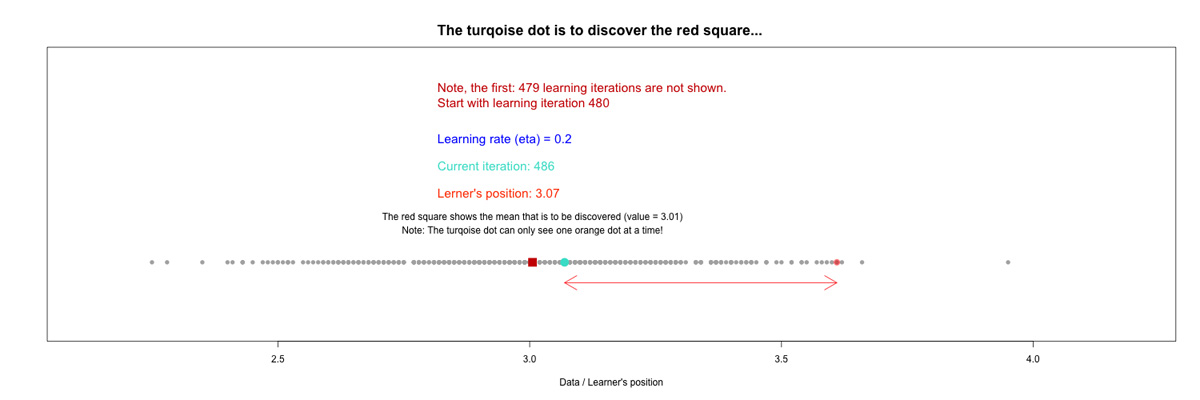 The turqoise dot is to discover the red square...
Note, the first: 479 learning iterations are not shown.
Start with learning iteration 480
Learning rate (eta) = 0.2
Current iteration: 486
Lerner's position: 3.07
The red square shows the mean that is to be discovered (value = 3.01)
Note: The turqoise dot can only see one orange dot at a time!
2.5 3.0 3.5 4.0
Data / Learner's position